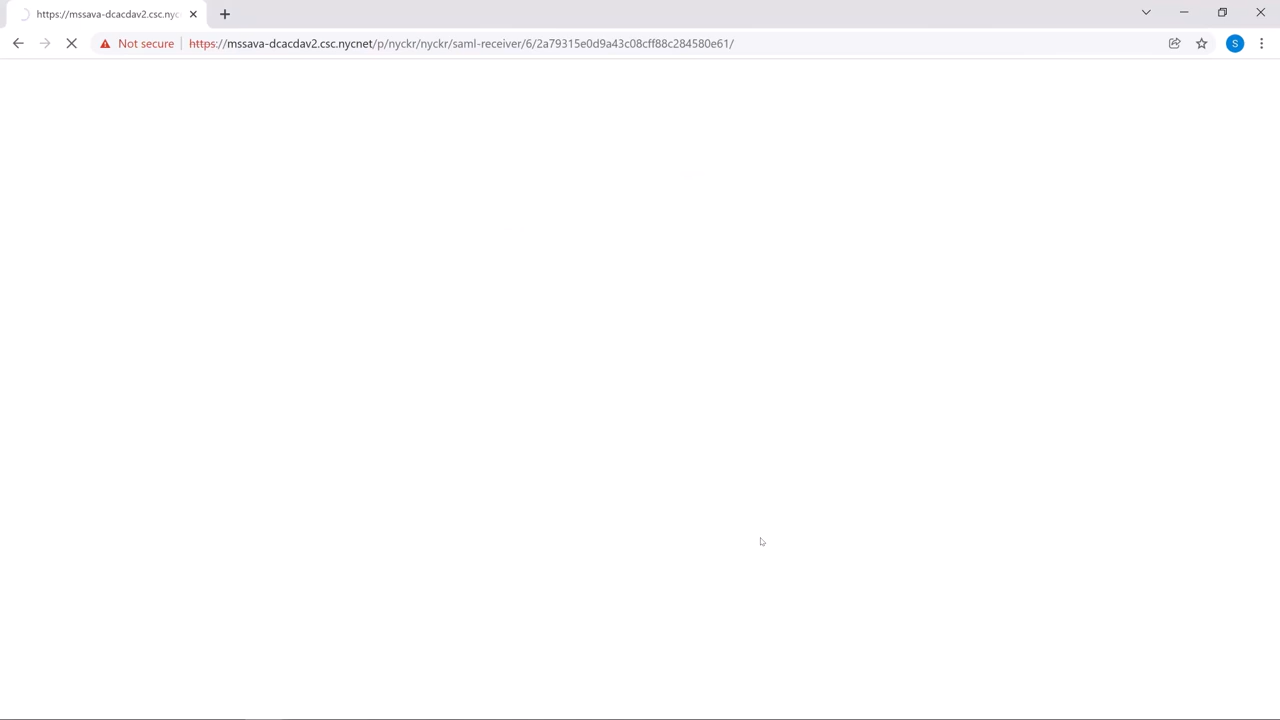 https://mssava-dcacdav2.csc.nyc
Not secure
https://mssava-dcacdav2.csc.nycnet/p/nyckr/nyckr/saml-receiver/6/2a79315e0d9a43c08cff88c284580e61/
S